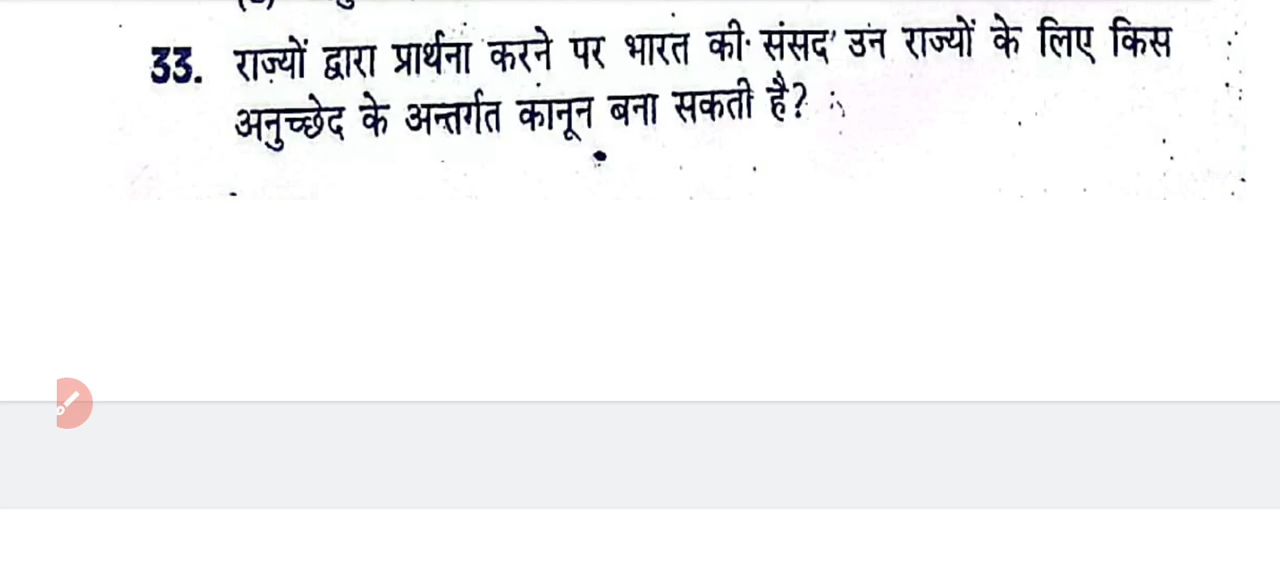 33. राज्यों द्वारा प्रार्थना करने पर भारत की संसद उन राज्यों के लिए किस
अनुच्छेद के अन्तर्गत कानून बना सकती है?